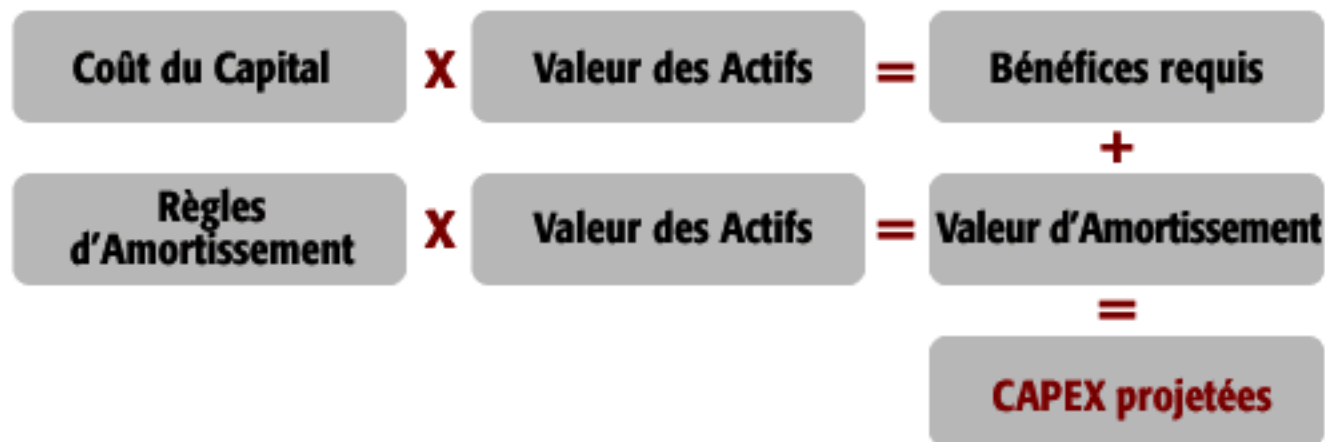 Coût du Capital X Valeur des Actifs = Bénéfices requis
+
Règles
d'Amortissement X Valeur des Actifs = Valeur d'Amortissement
=
CAPEX projetées